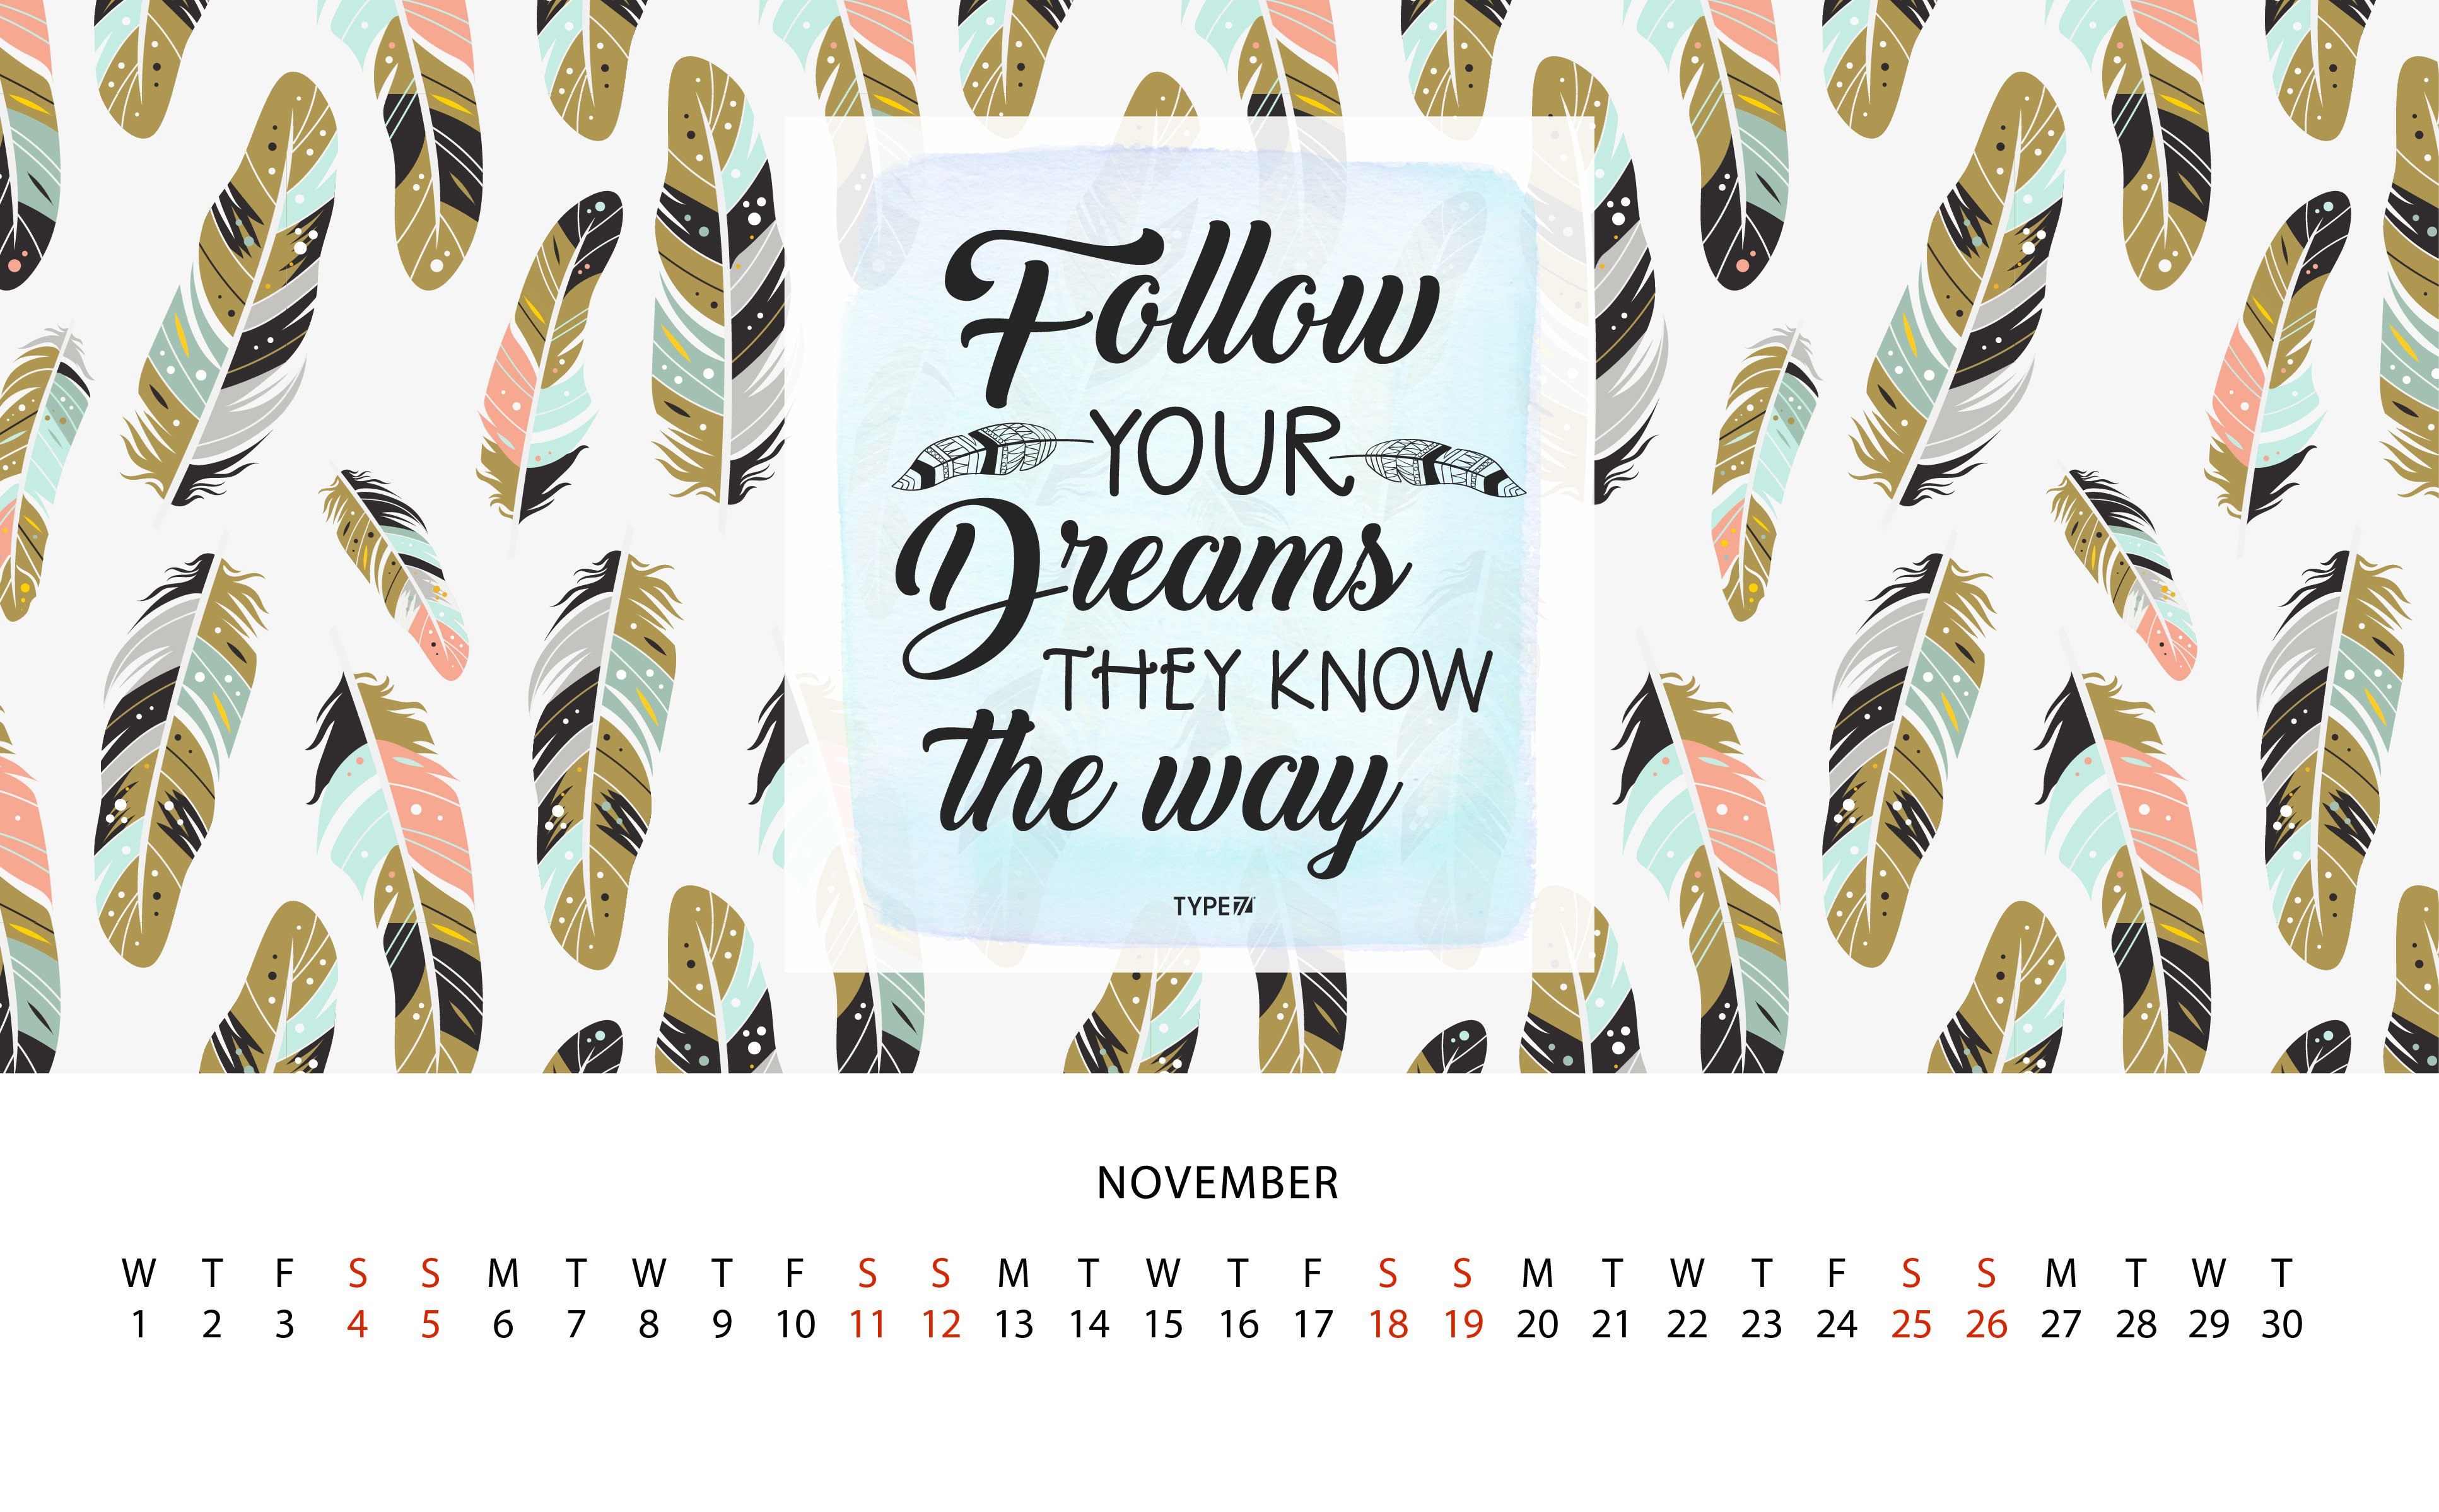 Follow
YOUR
Dreams
THEY KNOW
the way
TYPE7
NOVEMBER
W T F S S M T W T F S S M T W T F S S M T W T F S S M T W T
1 2 3 4 5 6 7 8 9 10 11 12 13 14 15 16 17 18 19 20 21 22 23 24 25 26 27 28 29 30